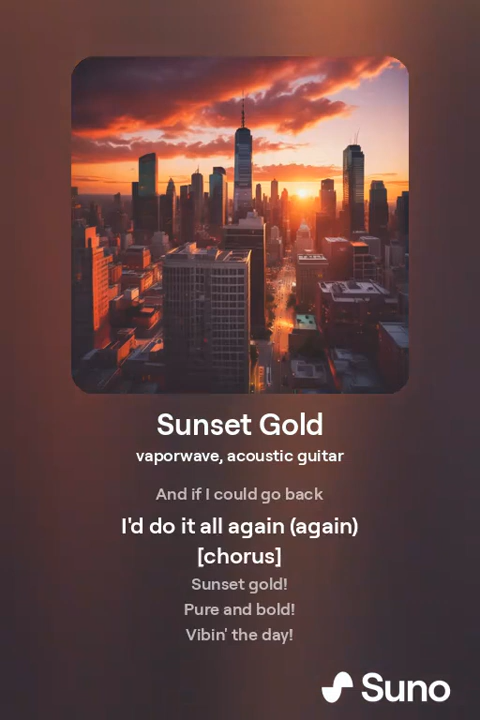 Sunset Gold
vaporwave, acoustic guitar
And if I could go back
I'd do it all again (again)
[chorus]
Sunset gold!
Pure and bold!
Vibin' the day!
Suno